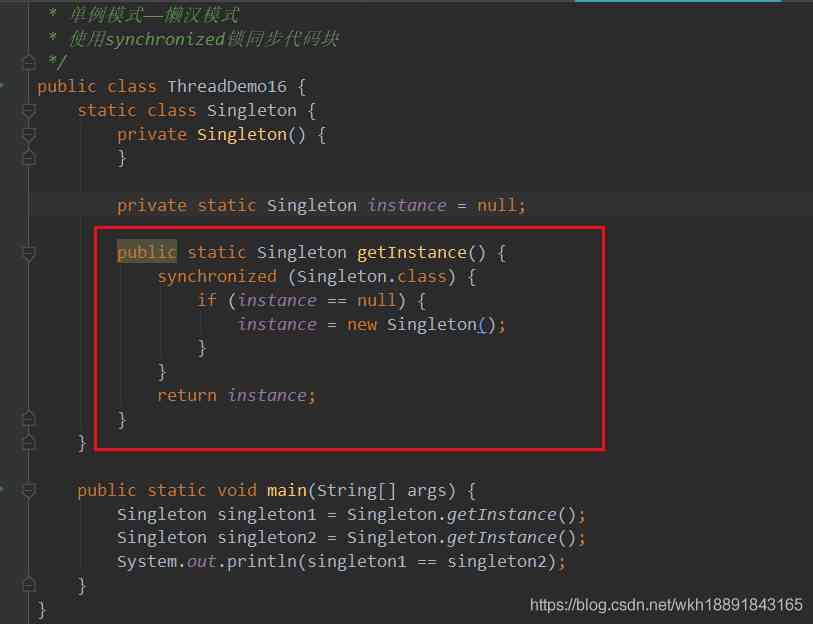 * 单例模式——懒汉模式
* 使用synchronized锁同步代码块
*/
public class ThreadDemo16 {
static class Singleton {
private Singleton() {
}
private static Singleton instance = null;
public static Singleton getInstance() {
synchronized (Singleton.class) {
if (instance == null) {
instance = new Singleton();
}
}
return instance;
}
}
public static void main(String[] args) {
Singleton singleton1 = Singleton.getInstance();
Singleton singleton2 = Singleton.getInstance();
System.out.println(singleton1 == singleton2);
}
}
https://blog.csdn.net/wkh18891843165